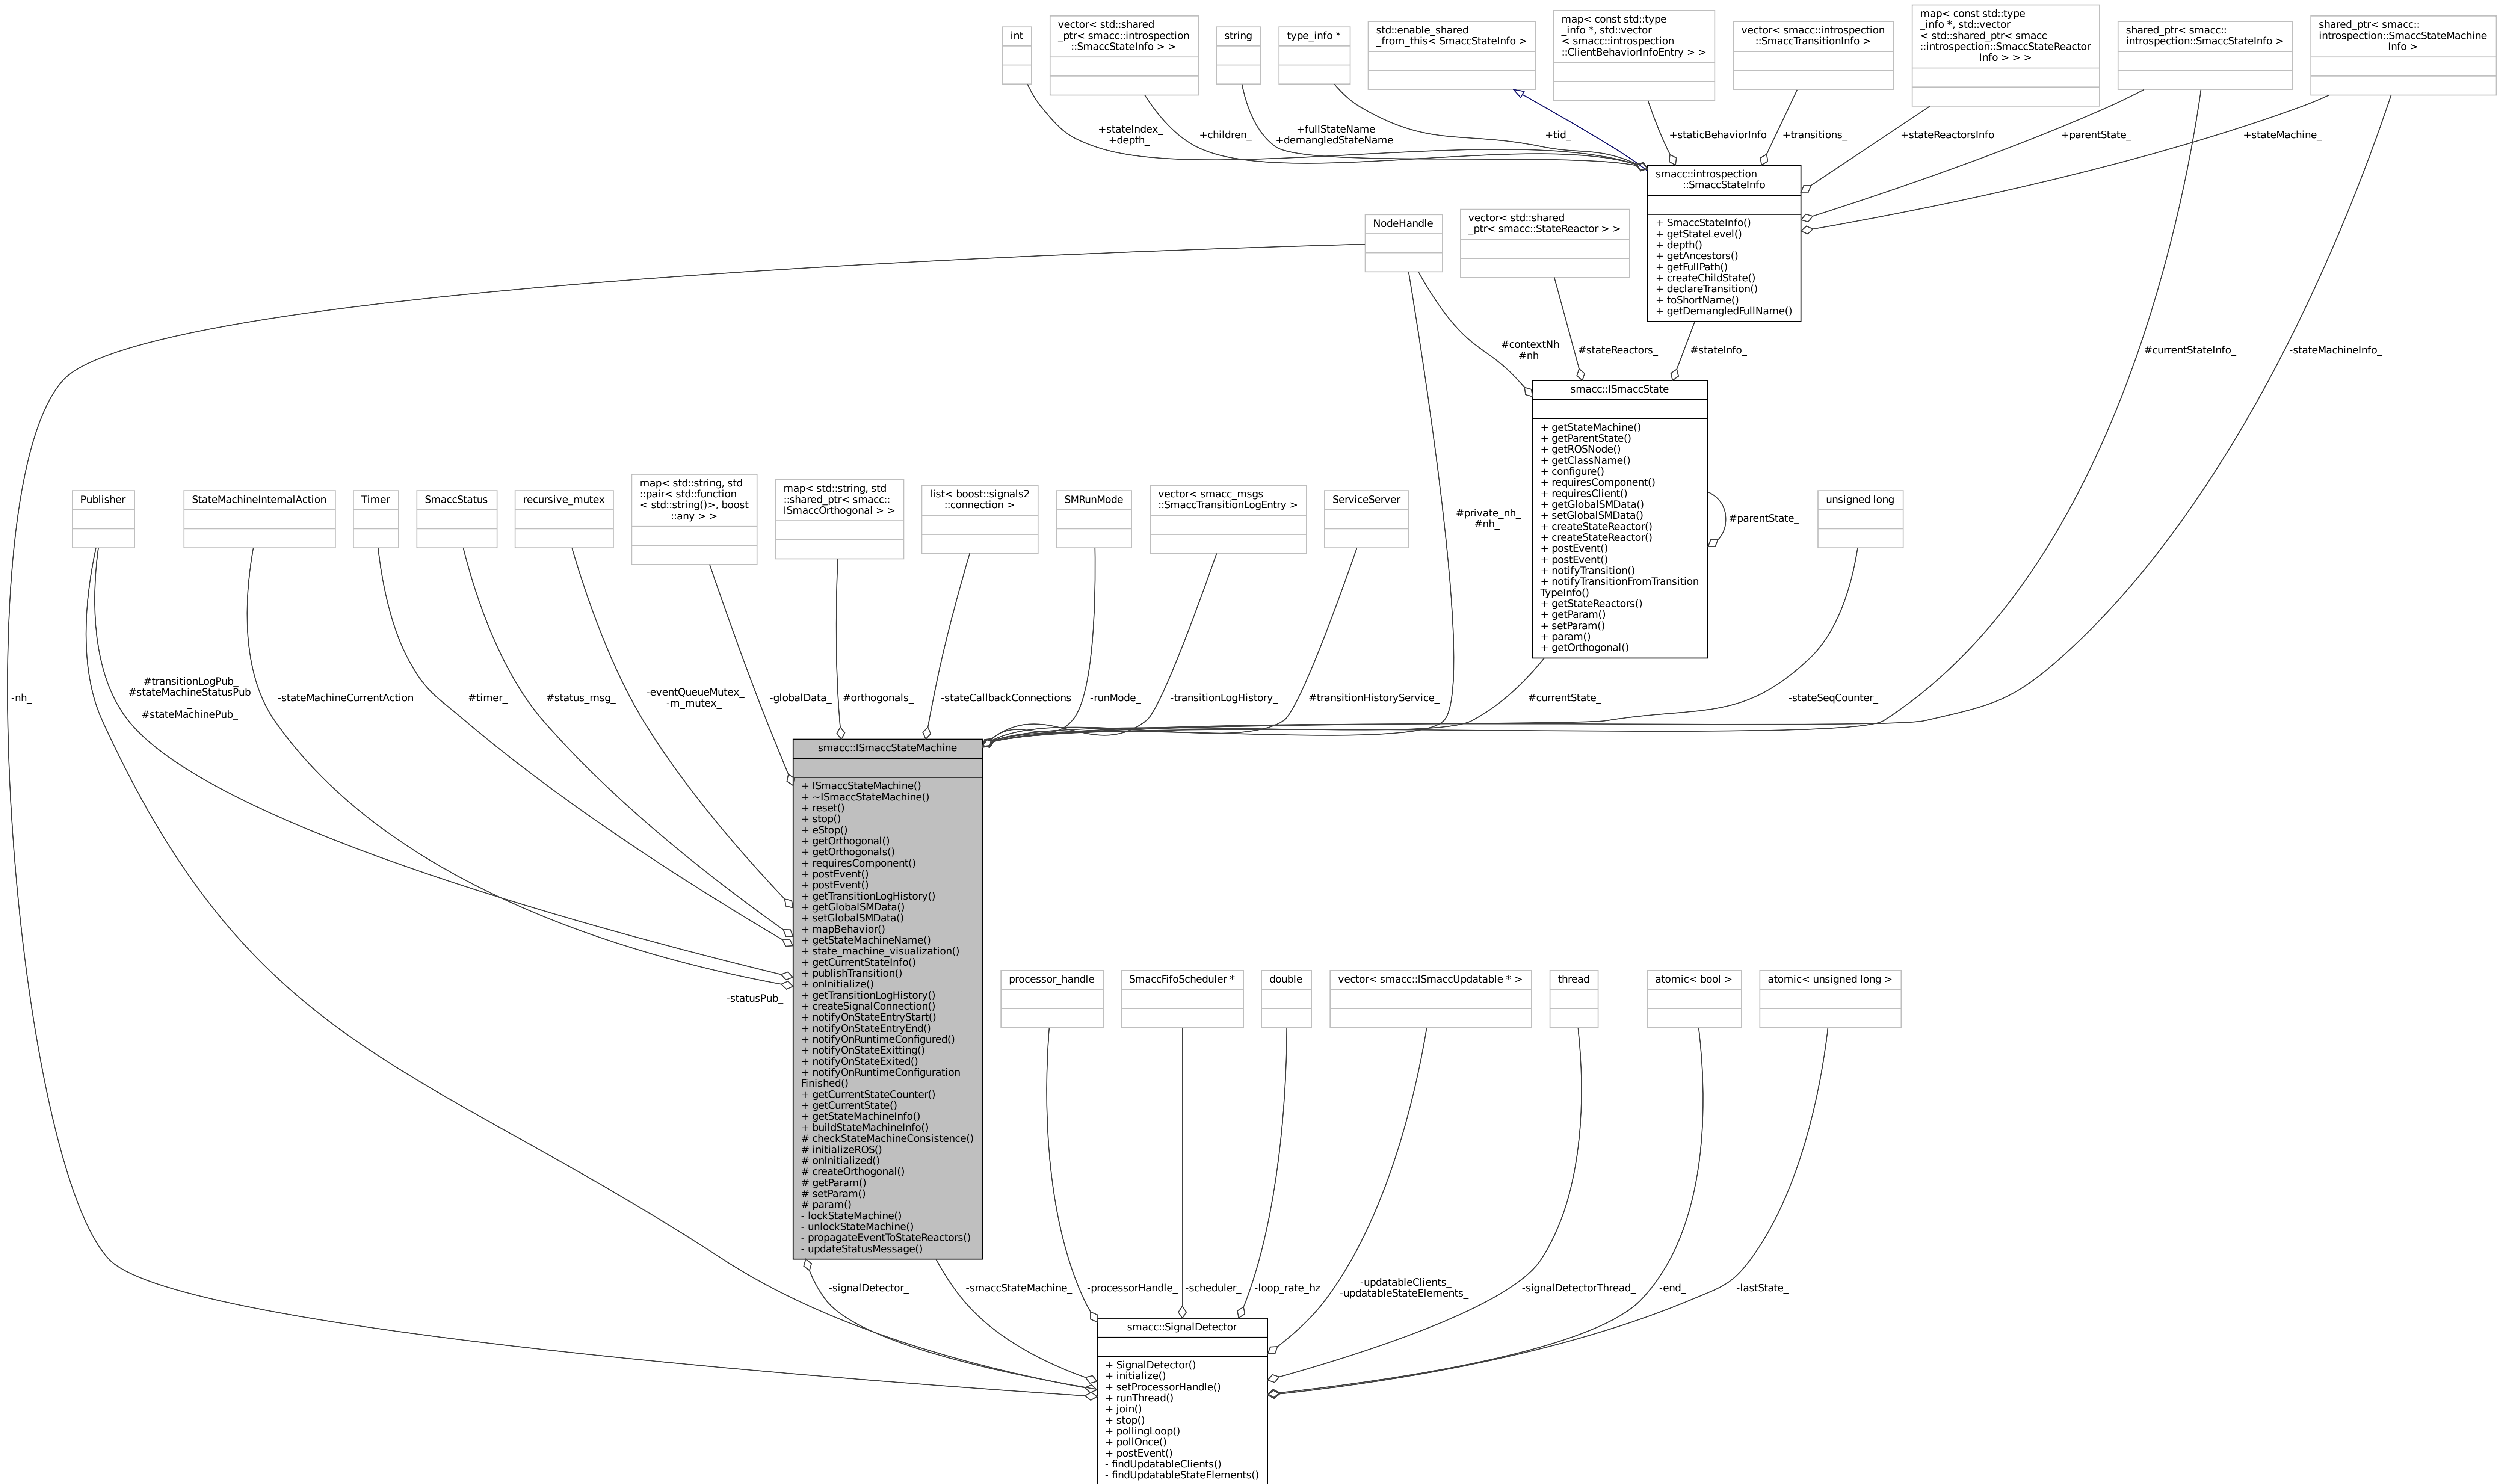 int
vector< std::shared
_ptr< smacc::introspection
::SmaccStateInfo > >
string
type_info *
std::enable_shared
_from_this< SmaccStateInfo >
map< const std::type
_info *, std::vector
< smacc::introspection
::ClientBehaviorInfoEntry > >
vector< smacc::introspection
::SmaccTransitionInfo >
map< const std::type
_info *, std::vector
< std::shared_ptr< smacc
::introspection::SmaccStateReactor
Info > > >
shared_ptr< smacc::
introspection::SmaccStateInfo >
shared_ptr< smacc::
introspection::SmaccStateMachine
Info >
+stateIndex_
+depth_
+children_
+fullStateName
+demangledStateName
+tid_
+staticBehaviorInfo
+transitions_
+stateReactorsInfo
+parentState_
+stateMachine_
smacc::introspection
::SmaccStateInfo
+ SmaccStateInfo()
+ getStateLevel()
+ depth()
+ getAncestors()
+ getFullPath()
+ createChildState()
+ declareTransition()
+ toShortName()
+ getDemangledFullName()
NodeHandle
vector< std::shared
_ptr< smacc::StateReactor > >
#contextNh
#nh
#stateReactors_
#stateInfo_
#currentStateInfo_
-stateMachineInfo_
smacc::ISmaccState
+ getStateMachine()
+ getParentState()
+ getROSNode()
+ getClassName()
+ configure()
+ requiresComponent()
+ requiresClient()
+ getGlobalSMData()
+ setGlobalSMData()
+ createStateReactor()
+ createStateReactor()
+ postEvent()
+ postEvent()
+ notifyTransition()
+ notifyTransitionFromTransition
TypeInfo()
+ getStateReactors()
+ getParam()
+ setParam()
+ param()
+ getOrthogonal()
#parentState_
#private_nh_
#nh_
Publisher
StateMachineInternalAction
Timer
SmaccStatus
recursive_mutex
map< std::string, std
::pair< std::function
< std::string()>, boost
::any > >
map< std::string, std
::shared_ptr< smacc::
ISmaccOrthogonal > >
list< boost::signals2
::connection >
SMRunMode
vector< smacc_msgs
::SmaccTransitionLogEntry >
ServiceServer
unsigned long
-nh_
#transitionLogPub_
#stateMachineStatusPub
_
#stateMachinePub_
-stateMachineCurrentAction
#timer_
#status_msg_
-eventQueueMutex_
-m_mutex_
-globalData_
#orthogonals_
-stateCallbackConnections
-runMode_
-transitionLogHistory_
#transitionHistoryService_
#currentState_
-stateSeqCounter_
smacc::ISmaccStateMachine
+ ISmaccStateMachine()
+ ~ISmaccStateMachine()
+ reset()
+ stop()
+ eStop()
+ getOrthogonal()
+ getOrthogonals()
+ requiresComponent()
+ postEvent()
+ postEvent()
+ getTransitionLogHistory()
+ getGlobalSMData()
+ setGlobalSMData()
+ mapBehavior()
+ getStateMachineName()
+ state_machine_visualization()
+ getCurrentStateInfo()
+ publishTransition()
+ onInitialize()
+ getTransitionLogHistory()
+ createSignalConnection()
+ notifyOnStateEntryStart()
+ notifyOnStateEntryEnd()
+ notifyOnRuntimeConfigured()
+ notifyOnStateExitting()
+ notifyOnStateExited()
+ notifyOnRuntimeConfiguration
Finished()
+ getCurrentStateCounter()
+ getCurrentState()
+ getStateMachineInfo()
+ buildStateMachineInfo()
# checkStateMachineConsistence()
# initializeROS()
# onInitialized()
# createOrthogonal()
# getParam()
# setParam()
# param()
- lockStateMachine()
- unlockStateMachine()
- propagateEventToStateReactors()
- updateStatusMessage()
-statusPub_
processor_handle
SmaccFifoScheduler *
double
vector< smacc::ISmaccUpdatable * >
thread
atomic< bool >
atomic< unsigned long >
-signalDetector_
-smaccStateMachine_
-processorHandle_
-scheduler_
-loop_rate_hz
-updatableClients_
-updatableStateElements_
-signalDetectorThread_
-end_
-lastState_
smacc::SignalDetector
+ SignalDetector()
+ initialize()
+ setProcessorHandle()
+ runThread()
+ join()
+ stop()
+ pollingLoop()
+ pollOnce()
+ postEvent()
- findUpdatableClients()
- findUpdatableStateElements()